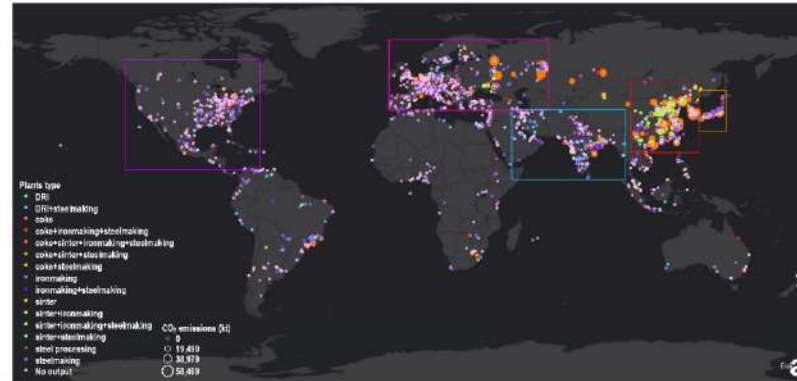 Plants type
DRI
DRI+steelmaking
coke
coke+ironmaking+steelmaking
coke+sinter+ironmaking+steelmaking
coke+sinter+steelmaking
coke+steelmaking
ironmaking
ironmaking+steelmaking
sinter
sinter+ironmaking
sinter+ironmaking+steelmaking
sinter+steelmaking
steel processing
steelmaking
No output
CO₂ emissions (kt)
0
19,490
38,979
58,469